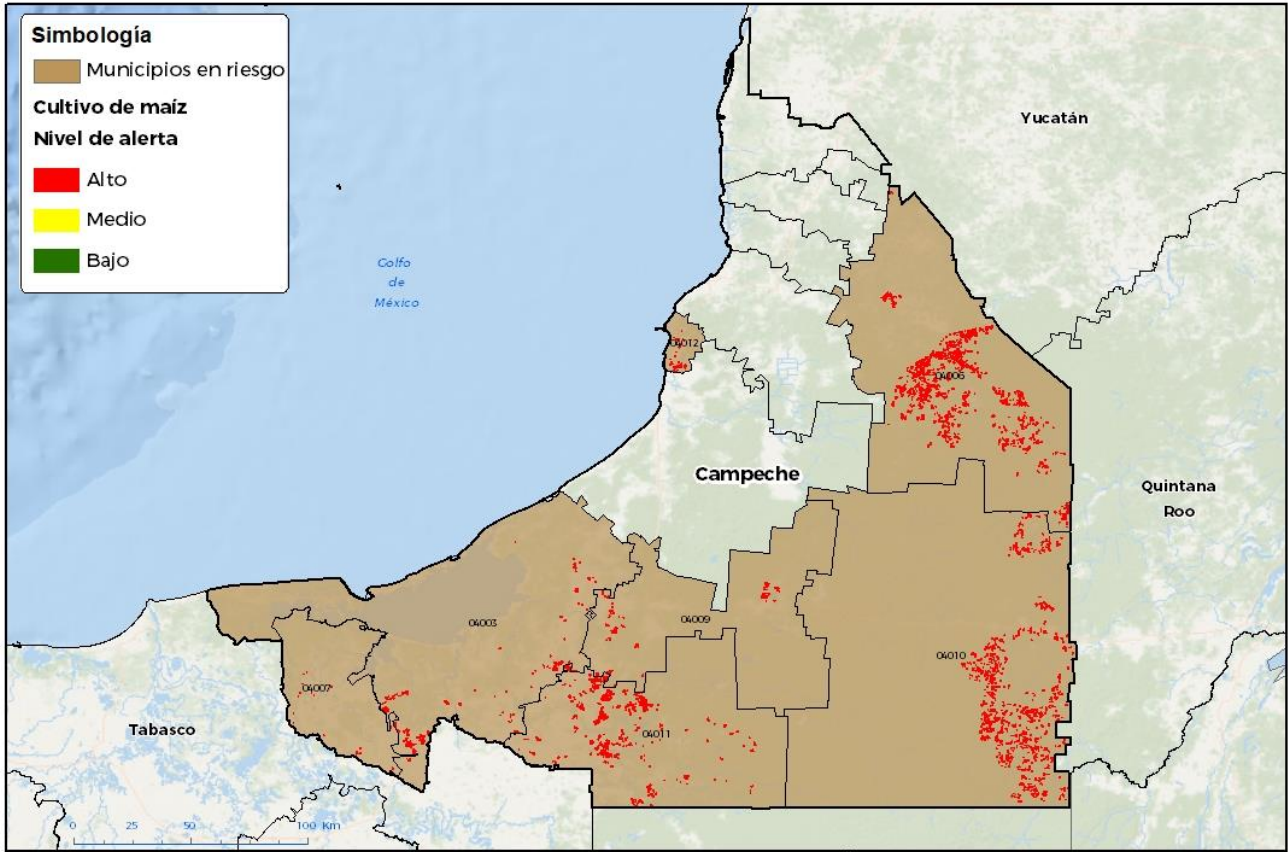 Simbología
Municipios en riesgo
Cultivo de maíz
Nivel de alerta
Alto
Medio
Bajo
Yucatán
Golfo
de
México
04012
04006
Campeche
Quintana
Roo
04003
04009
04010
04007
04011
Tabasco
0 25 50 100 Km